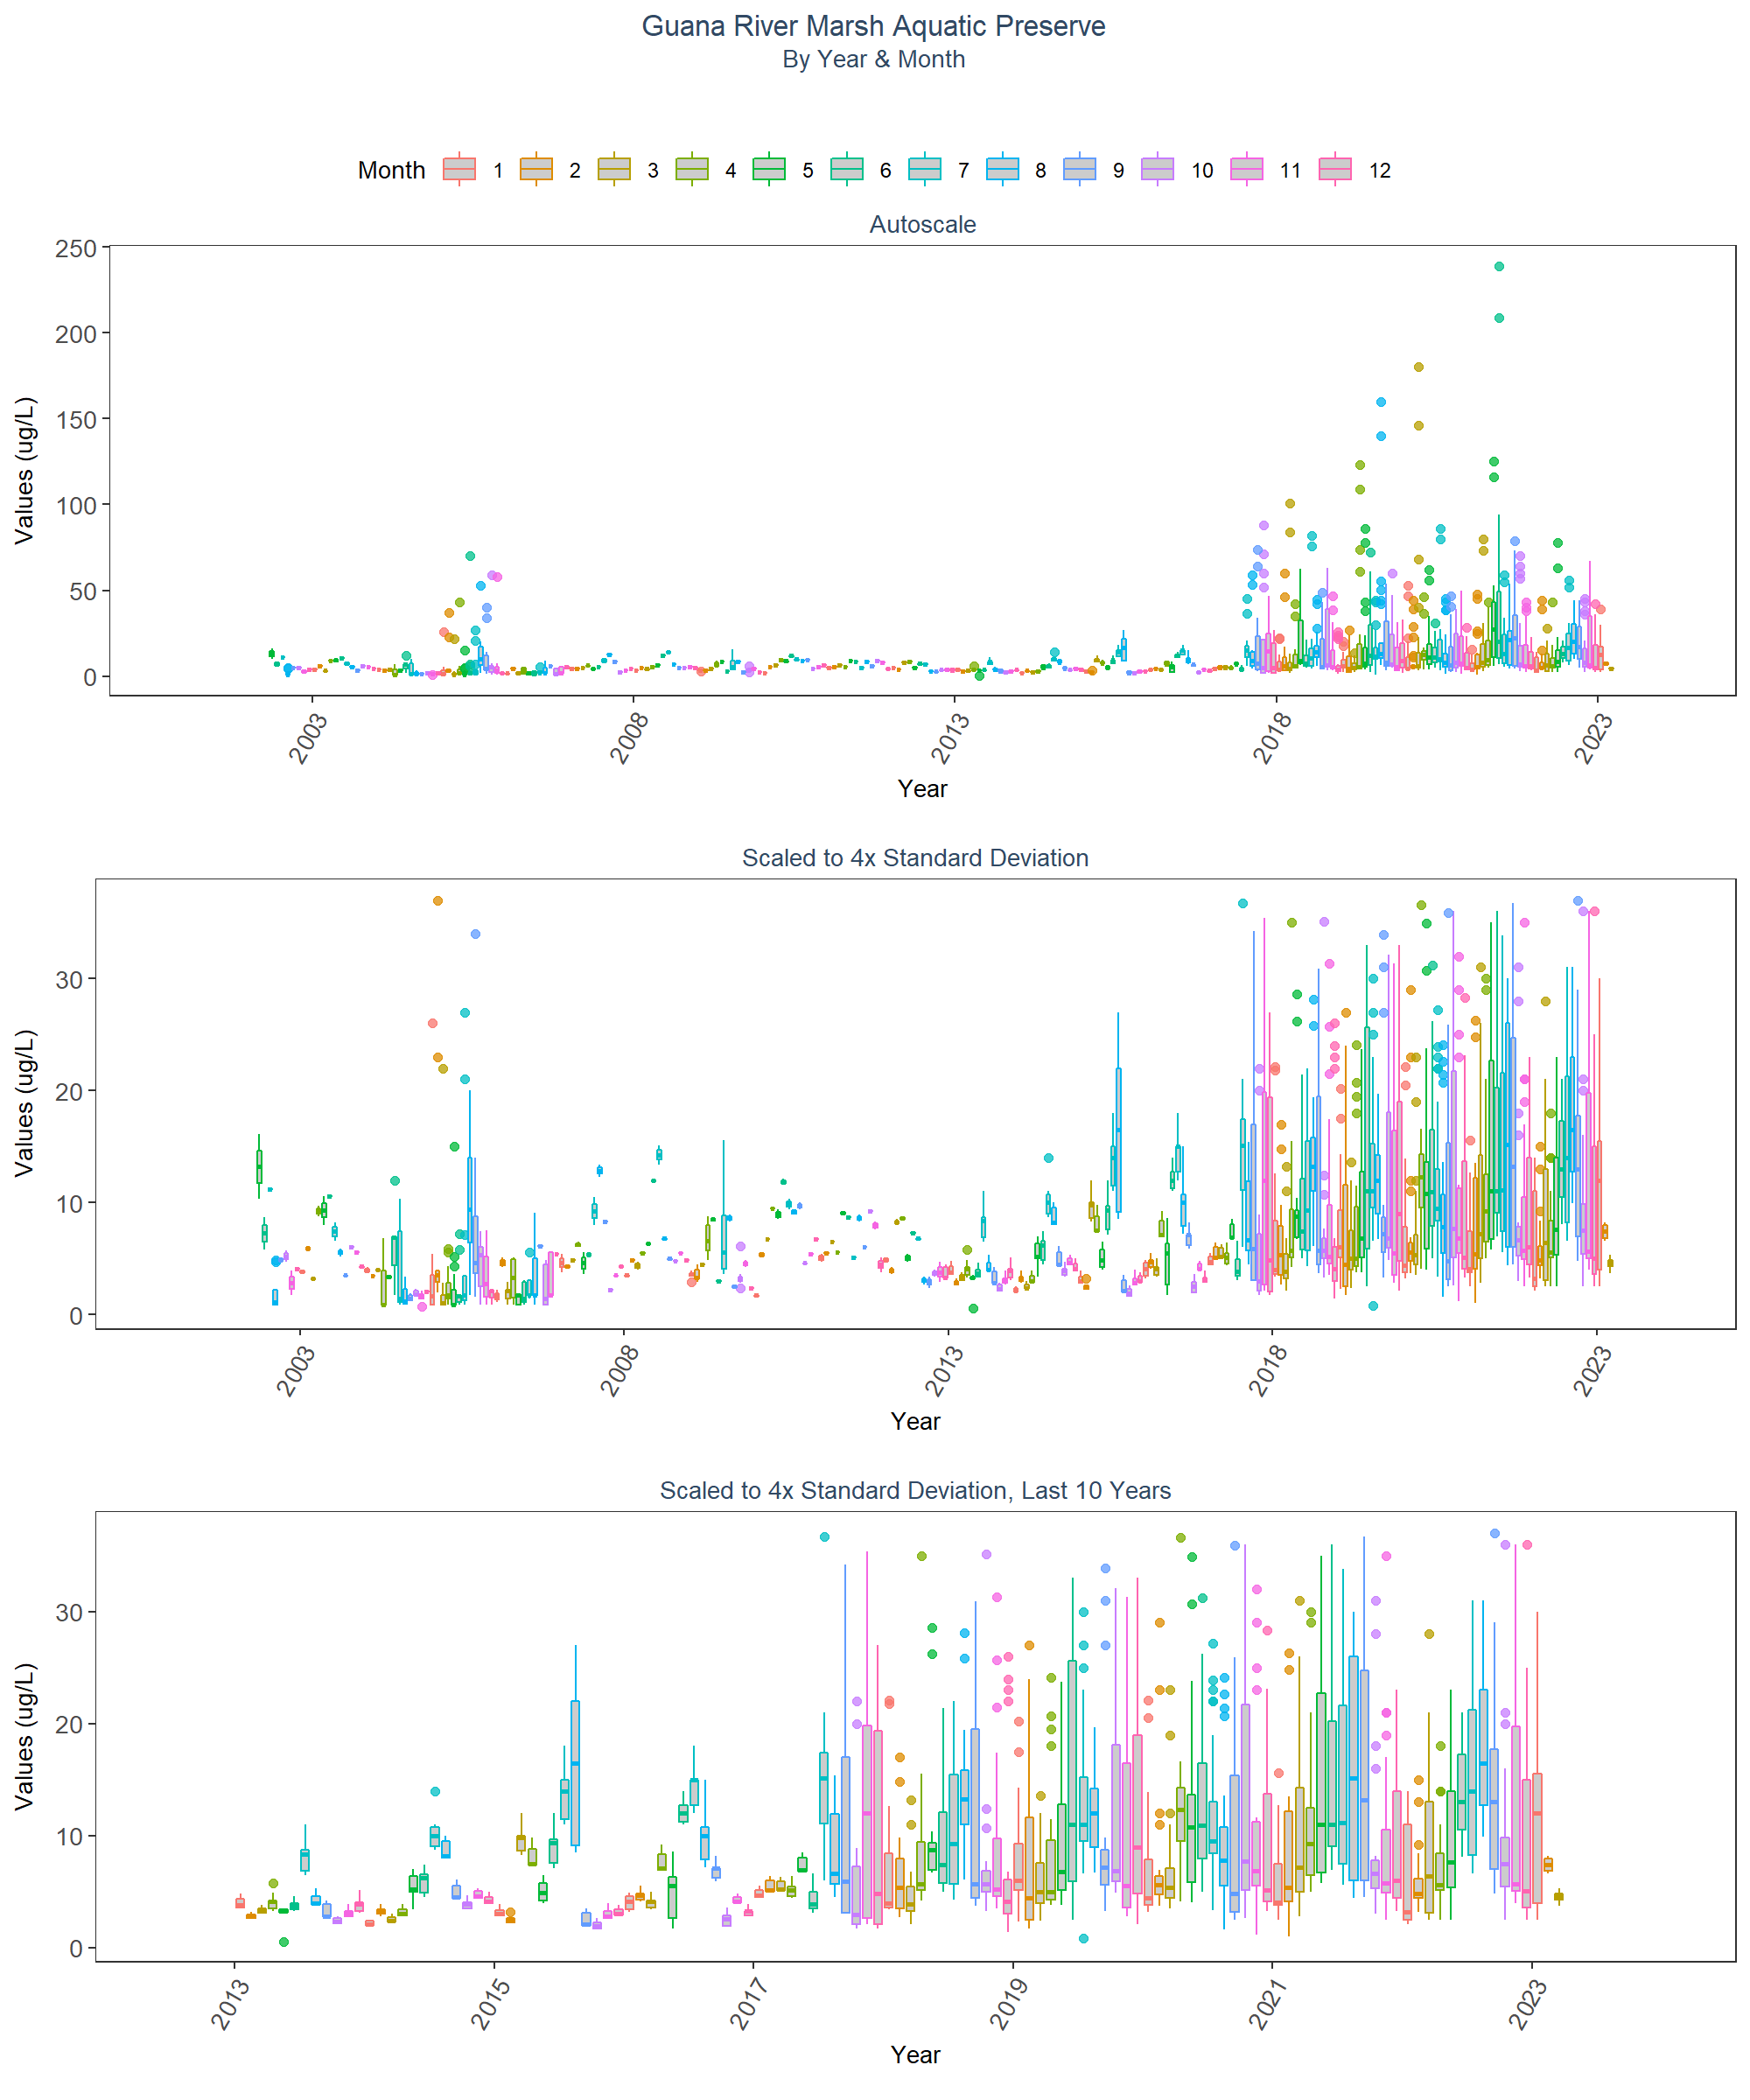 Guana River Marsh Aquatic Preserve
By Year & Month
Month 1 2 3 4 5 6 7 8 9 10 11 12
Autoscale
Values (ug/L)
250
200
150
100
50
0
2003 2008 2013 2018 2023
Year
Scaled to 4x Standard Deviation
Values (ug/L)
30
20
10
0
2003 2008 2013 2018 2023
Year
Scaled to 4x Standard Deviation, Last 10 Years
Values (ug/L)
30
20
10
0
2013 2015 2017 2019 2021 2023
Year